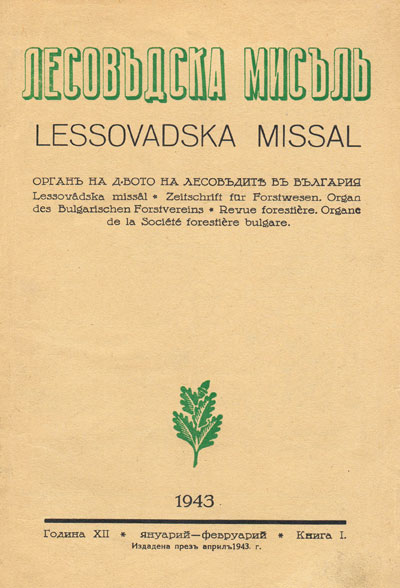 ЛЕСОВЪДСКА МИСЪЛЬ
LESSOVADSKA MISSAL
ОРГАНЪ НА Д-ВОТО НА ЛЕСОВЪДИТѢ ВЪ БЪЛГАРИЯ
Lessovâdska missâl * Zeitschrift für Forstwesen. Organ
des Bulgarischen Forstvereins * Revue forestière. Organe
de la Société forestière bulgare.
1943
Година XII * януарий—февруарий * Книга I.
Издадена презъ априлъ 1943. г.